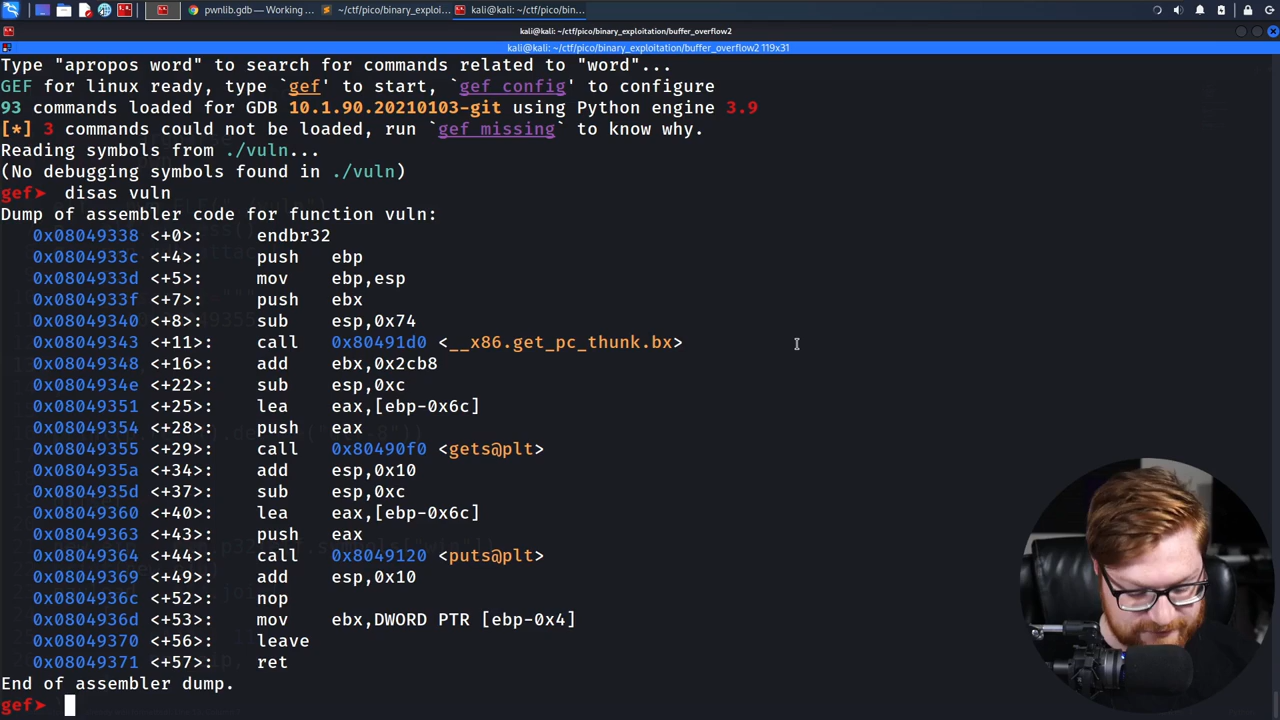 pwnlib.gdb — Working ...
~/ctf/pico/binary_exploi...
kali@kali: ~/ctf/pico/bin...
kali@kali: ~/ctf/pico/binary_exploitation/buffer_overflow2
kali@kali: ~/ctf/pico/binary_exploitation/buffer_overflow2 119x31
Type "apropos word" to search for commands related to "word"...
GEF for linux ready, type `gef' to start, `gef config' to configure
93 commands loaded for GDB 10.1.90.20210103-git using Python engine 3.9
[*] 3 commands could not be loaded, run `gef missing` to know why.
Reading symbols from ./vuln...
(No debugging symbols found in ./vuln)
gef➤  disas vuln
Dump of assembler code for function vuln:
0x08049338 <+0>: endbr32
0x0804933c <+4>: push ebp
0x0804933d <+5>: mov ebp,esp
0x0804933f <+7>: push ebx
0x08049340 <+8>: sub esp,0x74
0x08049343 <+11>: call 0x80491d0 <__x86.get_pc_thunk.bx>
0x08049348 <+16>: add ebx,0x2cb8
0x0804934e <+22>: sub esp,0xc
0x08049351 <+25>: lea eax,[ebp-0x6c]
0x08049354 <+28>: push eax
0x08049355 <+29>: call 0x80490f0 <gets@plt>
0x0804935a <+34>: add esp,0x10
0x0804935d <+37>: sub esp,0xc
0x08049360 <+40>: lea eax,[ebp-0x6c]
0x08049363 <+43>: push eax
0x08049364 <+44>: call 0x8049120 <puts@plt>
0x08049369 <+49>: add esp,0x10
0x0804936c <+52>: nop
0x0804936d <+53>: mov ebx,DWORD PTR [ebp-0x4]
0x08049370 <+56>: leave
0x08049371 <+57>: ret
End of assembler dump.
gef➤